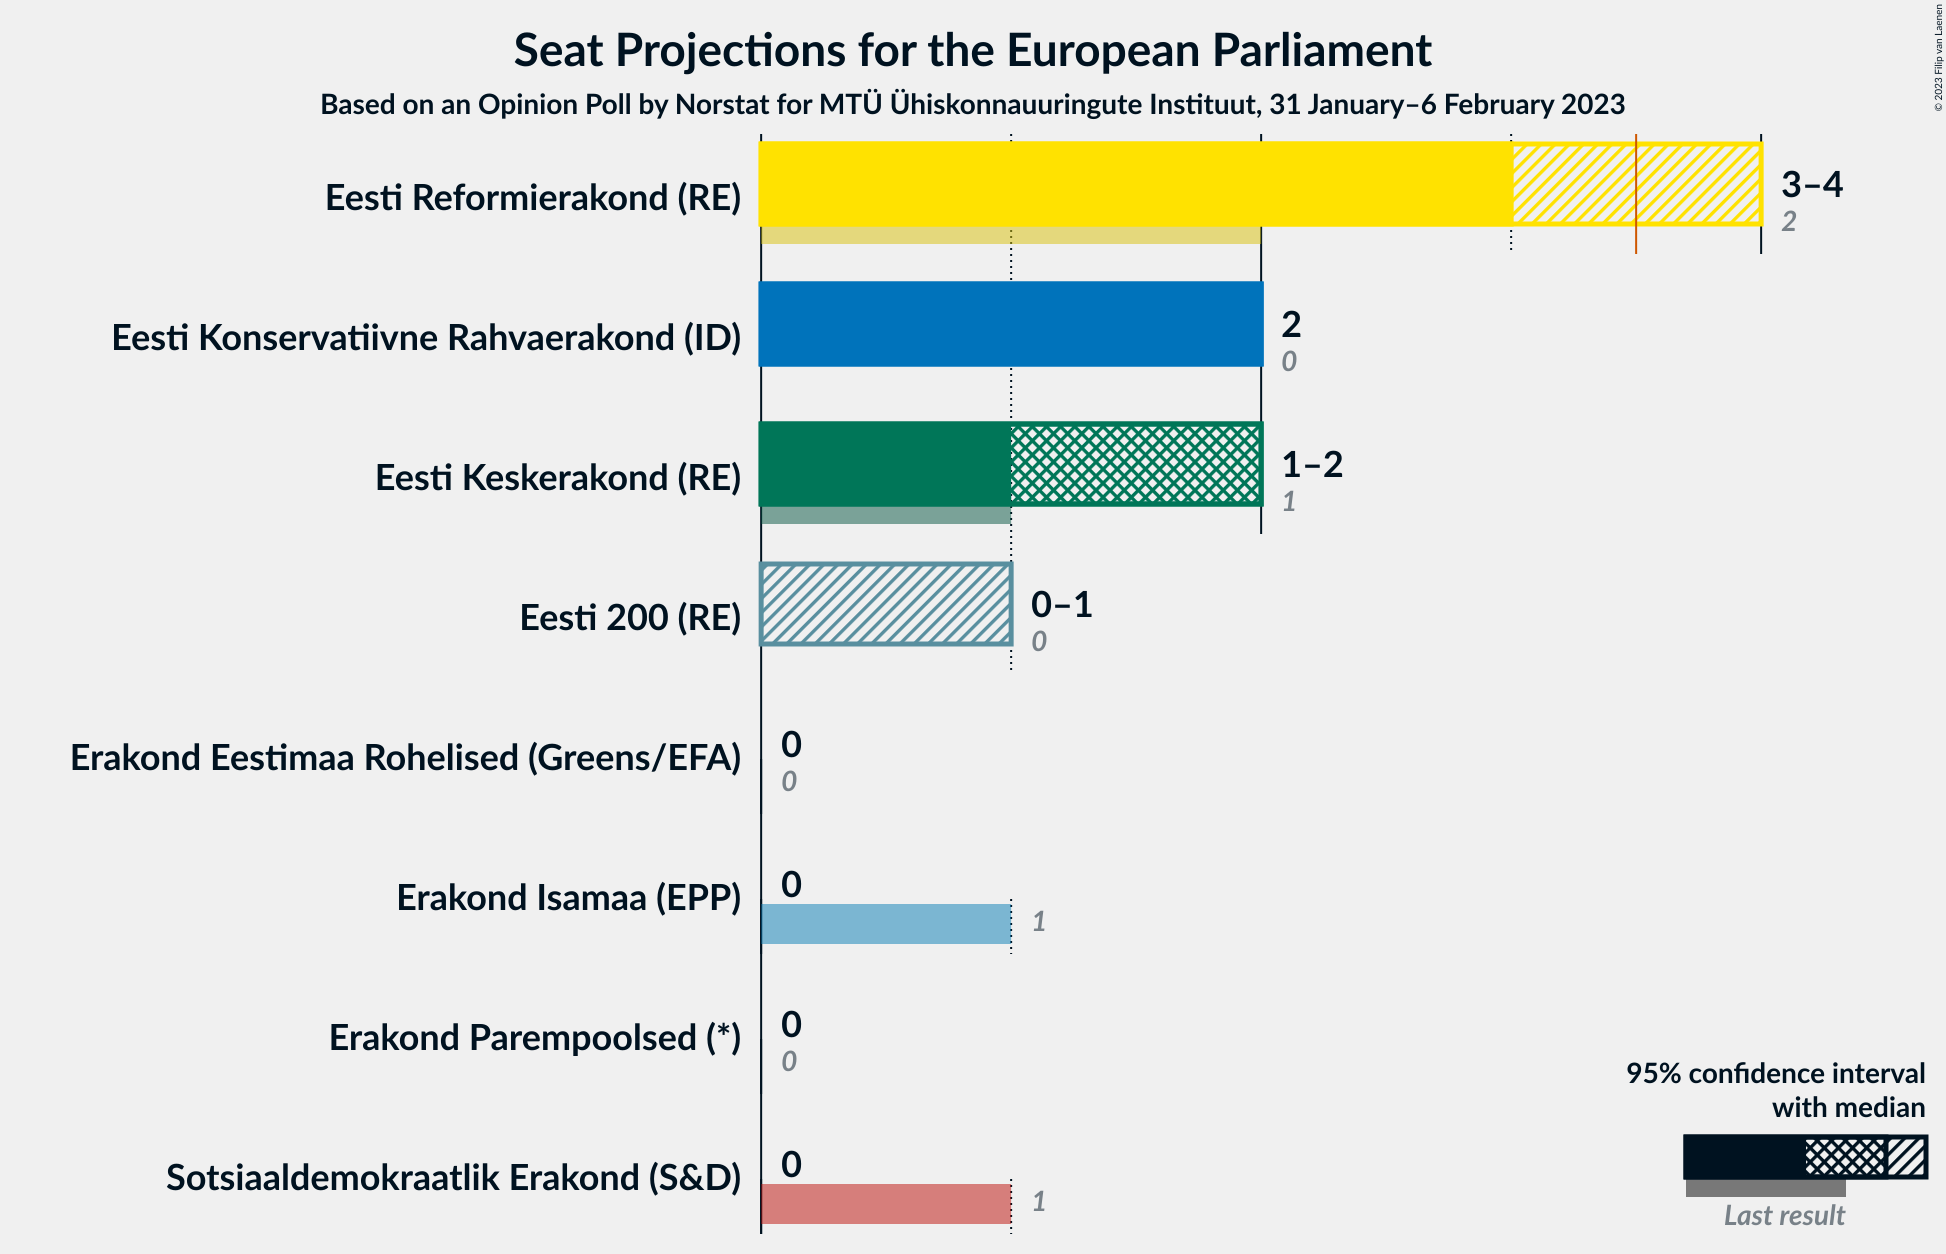 Seat Projections for the European Parliament
Based on an Opinion Poll by Norstat for MTÜ Ühiskonnauuringute Instituut, 31 January–6 February 2023
© 2023 Filip van Laenen
Eesti Reformierakond (RE)
3–4
2
Eesti Konservatiivne Rahvaerakond (ID)
2
0
Eesti Keskerakond (RE)
1–2
1
Eesti 200 (RE)
0–1
0
Erakond Eestimaa Rohelised (Greens/EFA)
0
0
Erakond Isamaa (EPP)
0
1
Erakond Parempoolsed (*)
0
0
Sotsiaaldemokraatlik Erakond (S&D)
0
1
95% confidence interval
with median
Last result